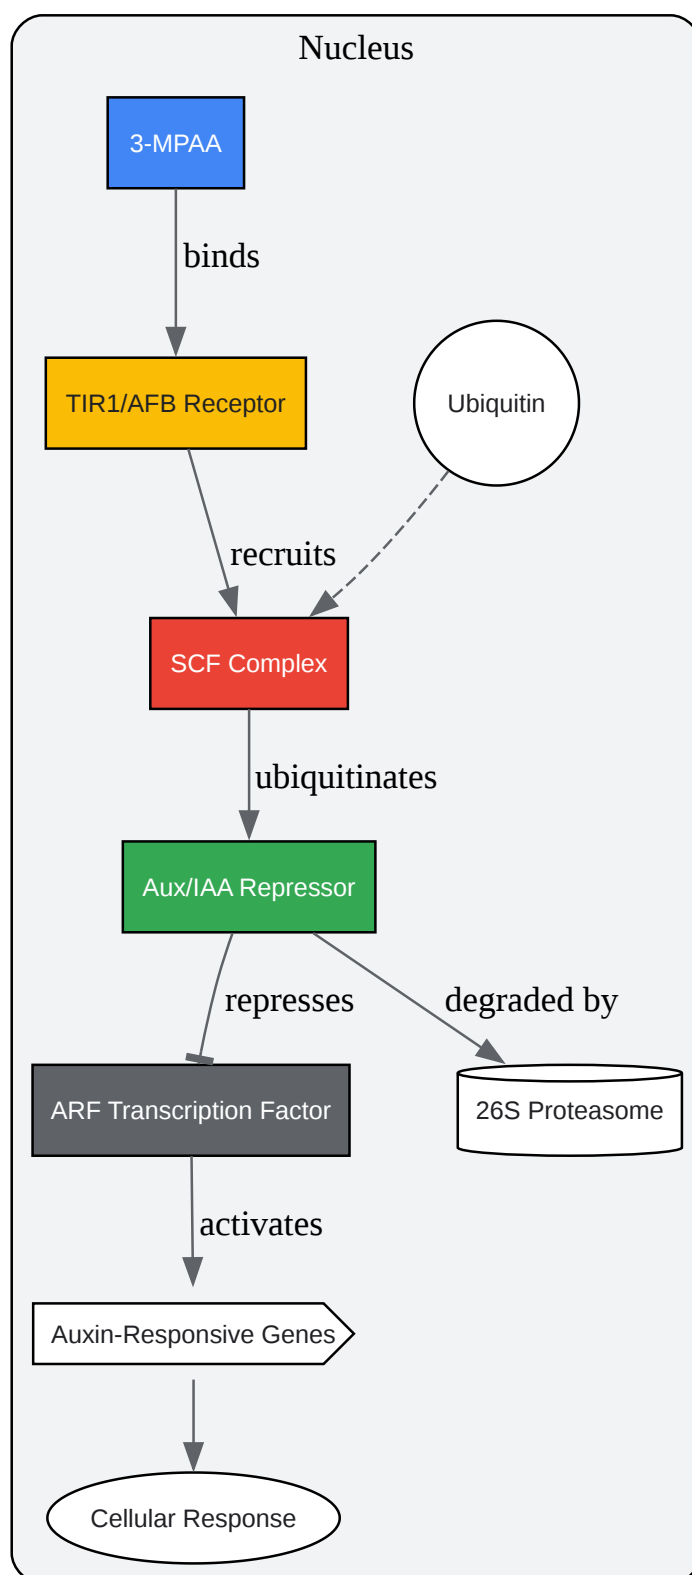 Nucleus
3-MPAA
binds
TIR1/AFB Receptor
Ubiquitin
recruits
SCF Complex
ubiquitinates
Aux/IAA Repressor
represses
degraded by
ARF Transcription Factor
26S Proteasome
activates
Auxin-Responsive Genes
Cellular Response